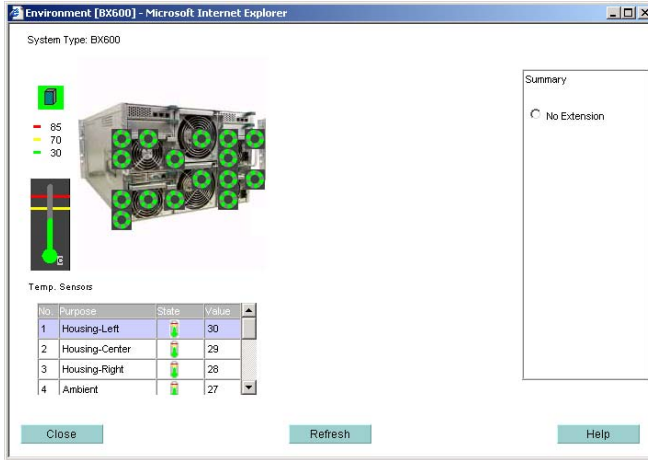 Environment [BX600] - Microsoft Internet Explorer
System Type: BX600
85
70
30
C
Temp. Sensors
No. Purpose State Value
1 Housing-Left 30
2 Housing-Center 29
3 Housing-Right 28
4 Ambient 27
Summary
No Extension
Close Refresh Help